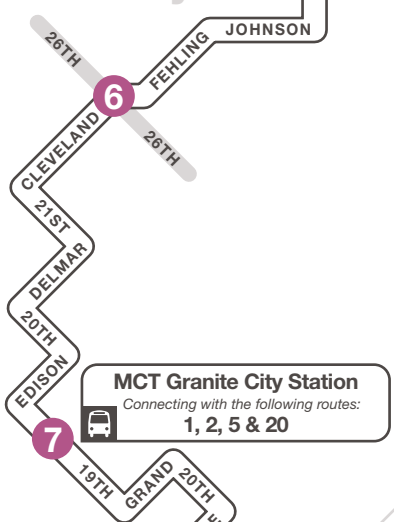 JOHNSON
FEHLING
26TH
6
26TH
CLEVELAND
21ST
DELMAR
20TH
EDISON
MCT Granite City Station
Connecting with the following routes:
1, 2, 5 & 20
7
19TH
GRAND
20TH